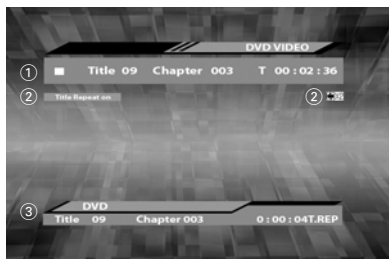 DVD VIDEO
① Title 09 Chapter 003 T 00 : 02 : 36
② Title Repeat on ②
DVD
③ Title 09 Chapter 003 0 : 00 : 04T.REP